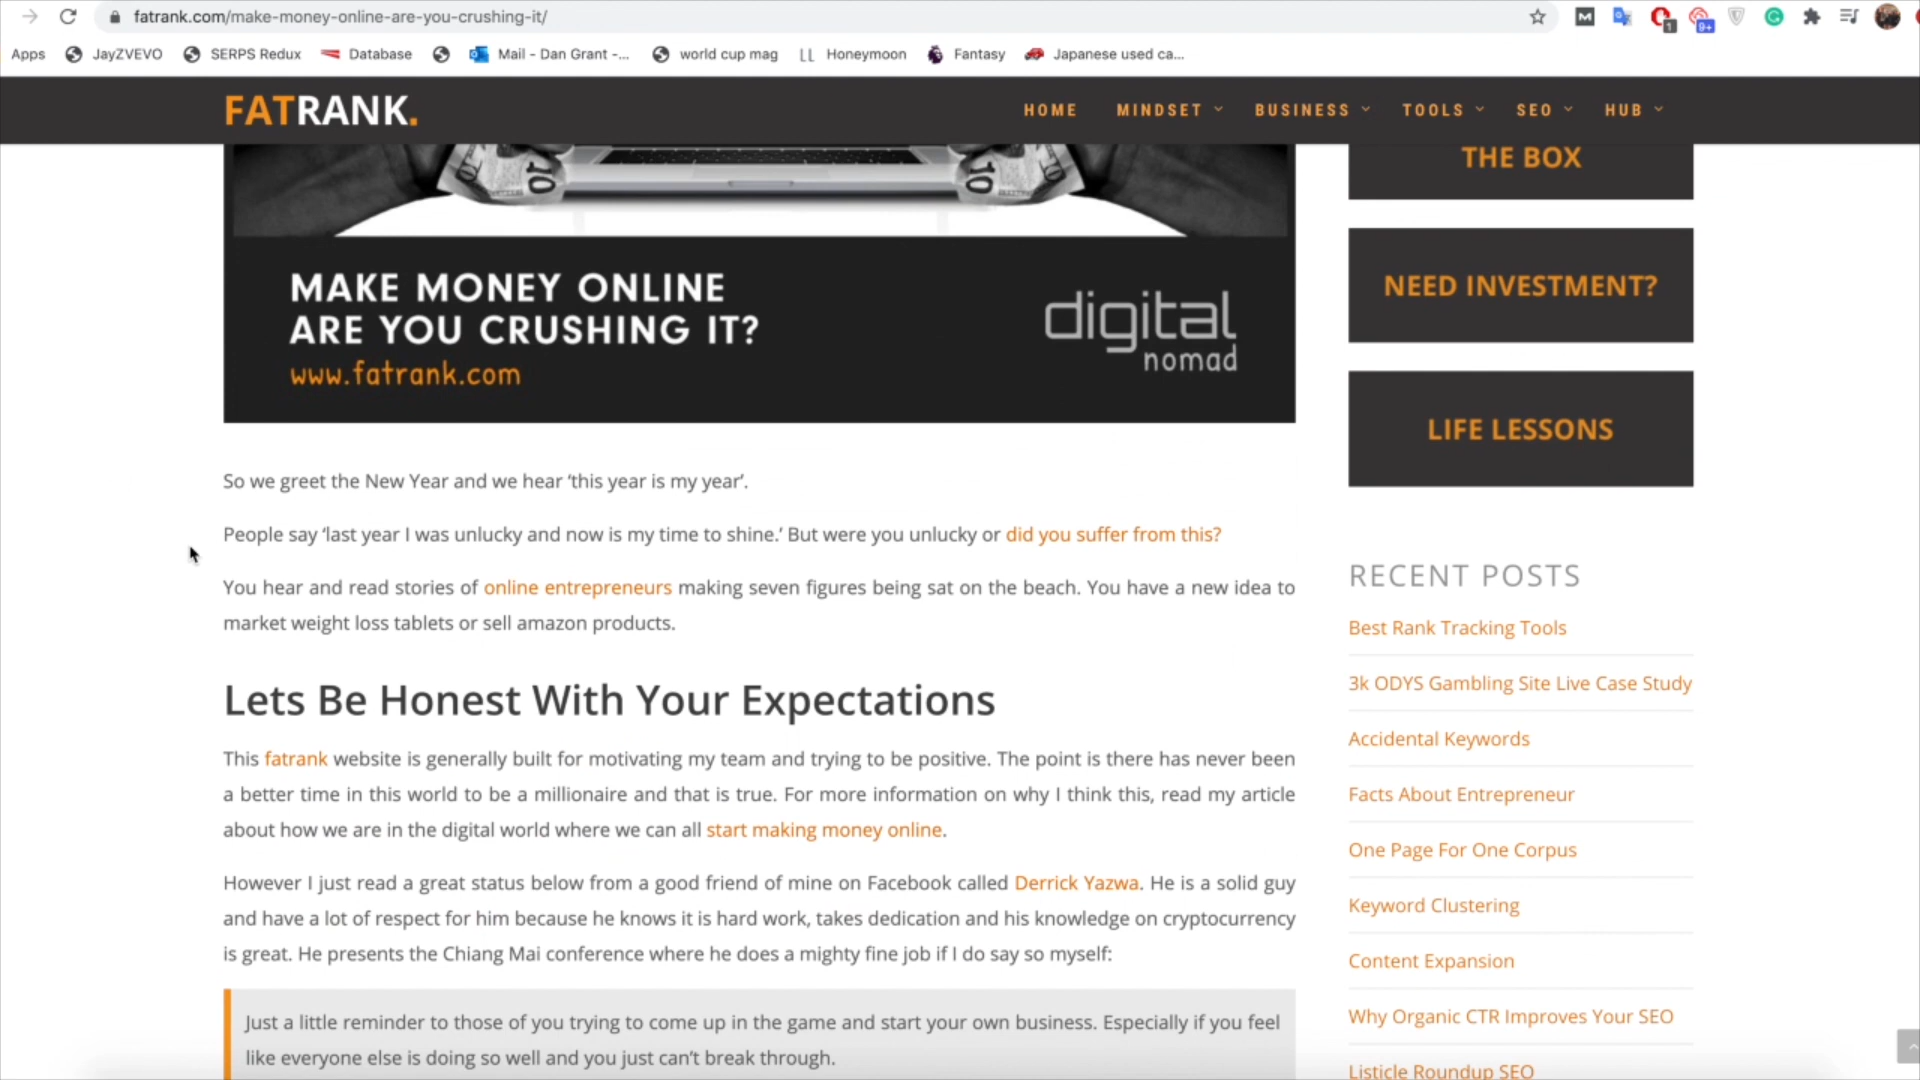 fatrank.com/make-money-online-are-you-crushing-it/
1
9+
Apps JayZVEVO SERPS Redux Database Mail - Dan Grant -... world cup mag Honeymoon Fantasy Japanese used ca...
FATRANK.
HOME MINDSET BUSINESS TOOLS SEO HUB
10 10
MAKE MONEY ONLINE
ARE YOU CRUSHING IT?
www.fatrank.com
digital
nomad
So we greet the New Year and we hear ‘this year is my year’.
People say ‘last year I was unlucky and now is my time to shine.’ But were you unlucky or did you suffer from this?
You hear and read stories of online entrepreneurs making seven figures being sat on the beach. You have a new idea to
market weight loss tablets or sell amazon products.
Lets Be Honest With Your Expectations
This fatrank website is generally built for motivating my team and trying to be positive. The point is there has never been
a better time in this world to be a millionaire and that is true. For more information on why I think this, read my article
about how we are in the digital world where we can all start making money online.
However I just read a great status below from a good friend of mine on Facebook called Derrick Yazwa. He is a solid guy
and have a lot of respect for him because he knows it is hard work, takes dedication and his knowledge on cryptocurrency
is great. He presents the Chiang Mai conference where he does a mighty fine job if I do say so myself:
Just a little reminder to those of you trying to come up in the game and start your own business. Especially if you feel
like everyone else is doing so well and you just can’t break through.
THE BOX
NEED INVESTMENT?
LIFE LESSONS
RECENT POSTS
Best Rank Tracking Tools
3k ODYS Gambling Site Live Case Study
Accidental Keywords
Facts About Entrepreneur
One Page For One Corpus
Keyword Clustering
Content Expansion
Why Organic CTR Improves Your SEO
Listicle Roundup SEO